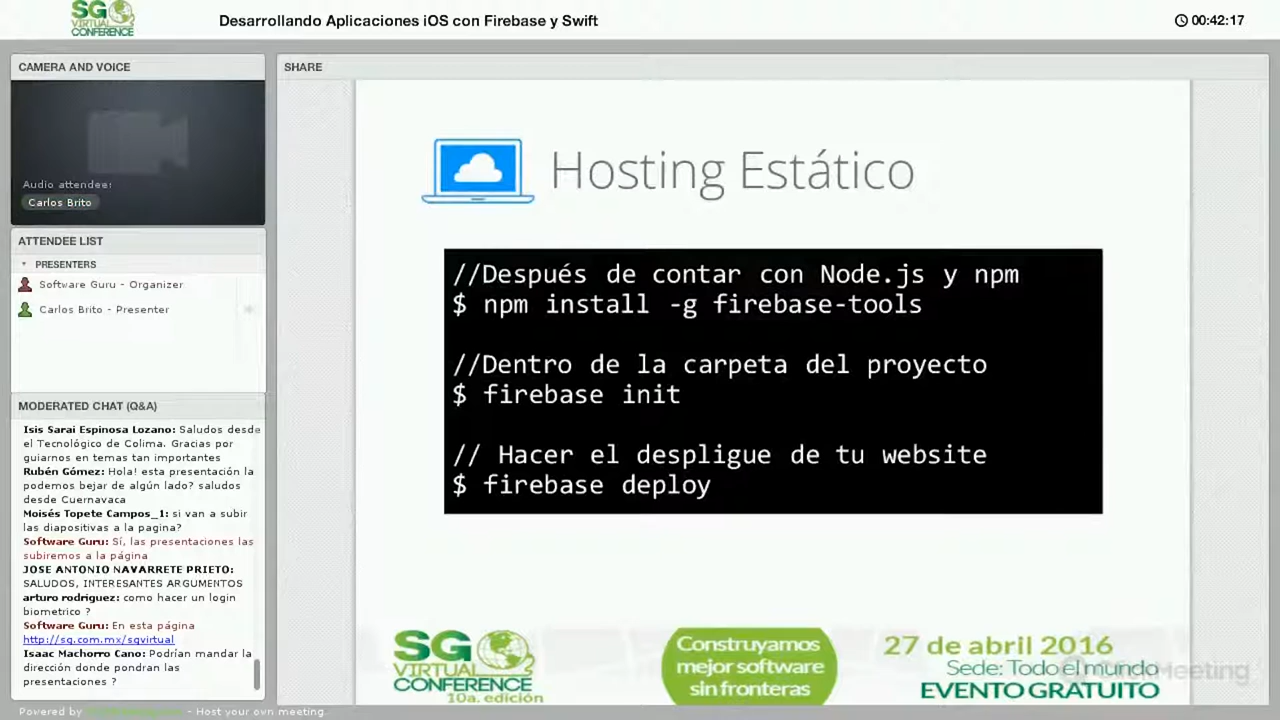 SG
VIRTUAL
CONFERENCE
Desarrollando Aplicaciones iOS con Firebase y Swift
00:42:17
CAMERA AND VOICE
Audio attendee:
Carlos Brito
ATTENDEE LIST
PRESENTERS
Software Guru - Organizer
Carlos Brito - Presenter
MODERATED CHAT (Q&A)
Isis Sarai Espinosa Lozano: Saludos desde
el Tecnológico de Colima. Gracias por
guiarnos en temas tan importantes
Rubén Gómez: Hola! esta presentación la
podemos bejar de algún lado? saludos
desde Cuernavaca
Moisés Topete Campos_1: si van a subir
las diapositivas a la pagina?
Software Guru: Sí, las presentaciones las
subiremos a la página
JOSE ANTONIO NAVARRETE PRIETO:
SALUDOS, INTERESANTES ARGUMENTOS
arturo rodriguez: como hacer un login
biometrico ?
Software Guru: En esta página
http://sg.com.mx/sgvirtual
Isaac Machorro Cano: Podrían mandar la
dirección donde pondran las
presentaciones ?
Powered by - Host your own meeting.
SHARE
Hosting Estático
//Después de contar con Node.js y npm
$ npm install -g firebase-tools
//Dentro de la carpeta del proyecto
$ firebase init
// Hacer el despligue de tu website
$ firebase deploy
SG
VIRTUAL
CONFERENCE
10a. edición
Construyamos
mejor software
sin fronteras
27 de abril 2016
Sede: Todo el mundo
EVENTO GRATUITO